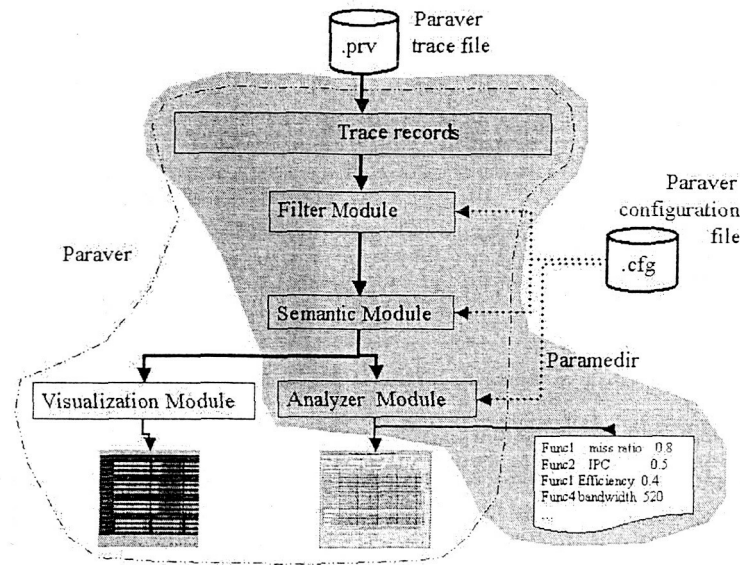 .prv
Paraver
trace file
Trace records
Filter Module
Paraver
configuration
file
.cfg
Paraver
Semantic Module
Paramedir
Visualization Module
Analyzer Module
Func1 miss ratio 0.8
Func2 IPC 0.5
Func1 Efficiency 0.4
Func4 bandwidth 520
...